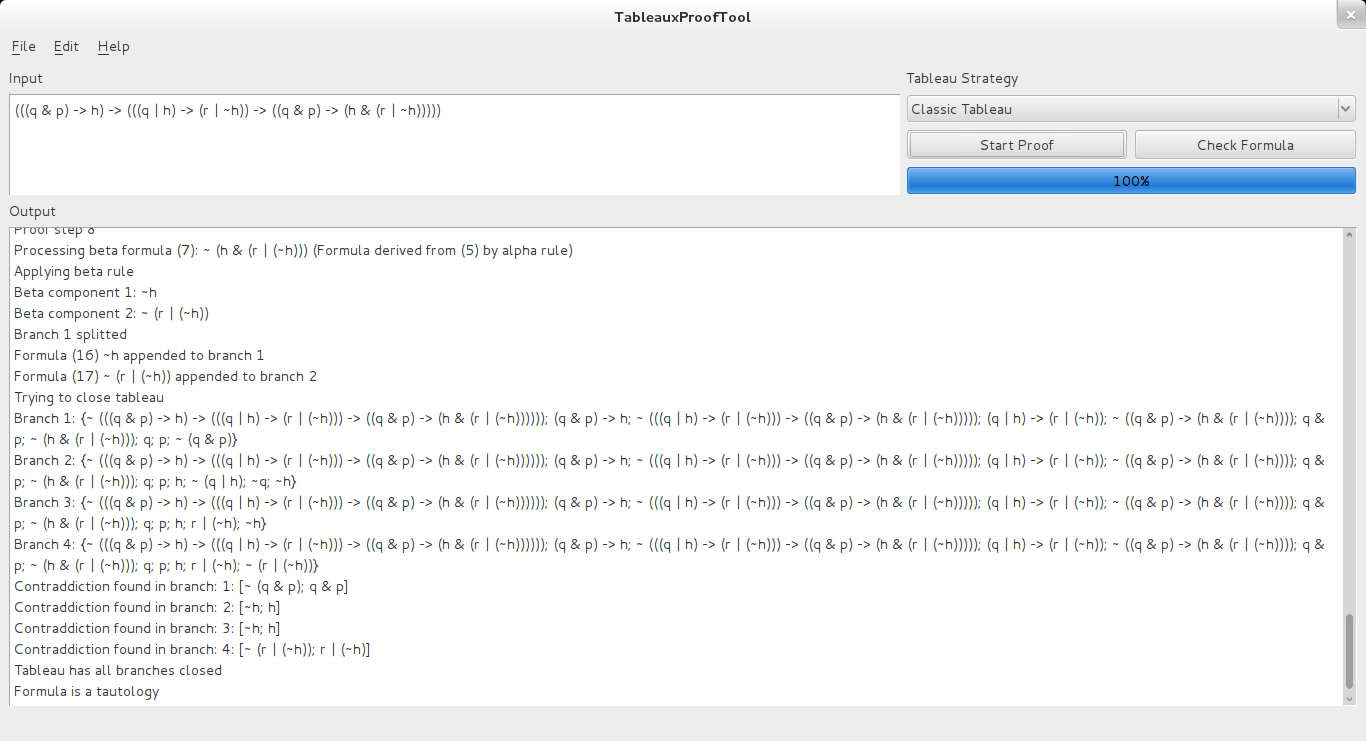 TableauxProofTool
File Edit Help
Input
Tableau Strategy
(((q & p) -> h) -> (((q | h) -> (r | ~h)) -> ((q & p) -> (h & (r | ~h)))))
Classic Tableau
Start Proof
Check Formula
100%
Output
Proof step 8
Processing beta formula (7): ~ (h & (r | (~h))) (Formula derived from (5) by alpha rule)
Applying beta rule
Beta component 1: ~h
Beta component 2: ~ (r | (~h))
Branch 1 splitted
Formula (16) ~h appended to branch 1
Formula (17) ~ (r | (~h)) appended to branch 2
Trying to close tableau
Branch 1: {~ (((q & p) -> h) -> (((q | h) -> (r | (~h))) -> ((q & p) -> (h & (r | (~h)))))); (q & p) -> h; ~ (((q | h) -> (r | (~h))) -> ((q & p) -> (h & (r | (~h))))); (q | h) -> (r | (~h)); ~ ((q & p) -> (h & (r | (~h)))); q &
p; ~ (h & (r | (~h))); q; p; ~ (q & p)}
Branch 2: {~ (((q & p) -> h) -> (((q | h) -> (r | (~h))) -> ((q & p) -> (h & (r | (~h)))))); (q & p) -> h; ~ (((q | h) -> (r | (~h))) -> ((q & p) -> (h & (r | (~h))))); (q | h) -> (r | (~h)); ~ ((q & p) -> (h & (r | (~h)))); q &
p; ~ (h & (r | (~h))); q; p; h; ~ (q | h); ~q; ~h}
Branch 3: {~ (((q & p) -> h) -> (((q | h) -> (r | (~h))) -> ((q & p) -> (h & (r | (~h)))))); (q & p) -> h; ~ (((q | h) -> (r | (~h))) -> ((q & p) -> (h & (r | (~h))))); (q | h) -> (r | (~h)); ~ ((q & p) -> (h & (r | (~h)))); q &
p; ~ (h & (r | (~h))); q; p; h; r | (~h); ~h}
Branch 4: {~ (((q & p) -> h) -> (((q | h) -> (r | (~h))) -> ((q & p) -> (h & (r | (~h)))))); (q & p) -> h; ~ (((q | h) -> (r | (~h))) -> ((q & p) -> (h & (r | (~h))))); (q | h) -> (r | (~h)); ~ ((q & p) -> (h & (r | (~h)))); q &
p; ~ (h & (r | (~h))); q; p; h; r | (~h); ~ (r | (~h))}
Contraddiction found in branch: 1: [~ (q & p); q & p]
Contraddiction found in branch: 2: [~h; h]
Contraddiction found in branch: 3: [~h; h]
Contraddiction found in branch: 4: [~ (r | (~h)); r | (~h)]
Tableau has all branches closed
Formula is a tautology